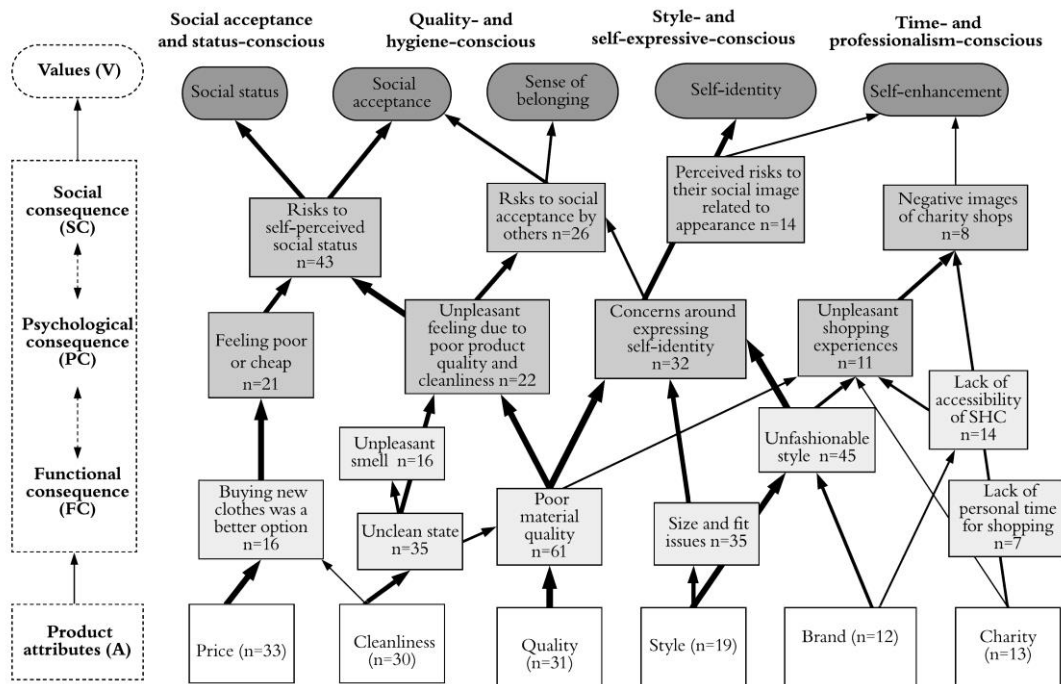 Social acceptance
and status-conscious
Quality- and
hygiene-conscious
Style- and
self-expressive-conscious
Time- and
professionalism-conscious
Values (V)
Social status
Social
acceptance
Sense of
belonging
Self-identity
Self-enhancement
Social
consequence
(SC)
Risks to
self-perceived
social status
n=43
Rsks to social
acceptance by
others n=26
Perceived risks to
their social image
related to
appearance n=14
Negative images
of charity shops
n=8
Psychological
consequence
(PC)
Feeling poor
or cheap
n=21
Unpleasant
feeling due to
poor product
quality and
cleanliness n=22
Concerns around
expressing
self-identity
n=32
Unpleasant
shopping
experiences
n=11
Lack of
accessibility
of SHC
n=14
Functional
consequence
(FC)
Buying new
clothes was a
better option
n=16
Unpleasant
smell n=16
Unclean state
n=35
Poor
material
quality
n=61
Size and fit
issues n=35
Unfashionable
style n=45
Lack of
personal time
for shopping
n=7
Product
attributes (A)
Price (n=33)
Cleanliness
(n=30)
Quality
(n=31)
Style (n=19)
Brand (n=12)
Charity
(n=13)